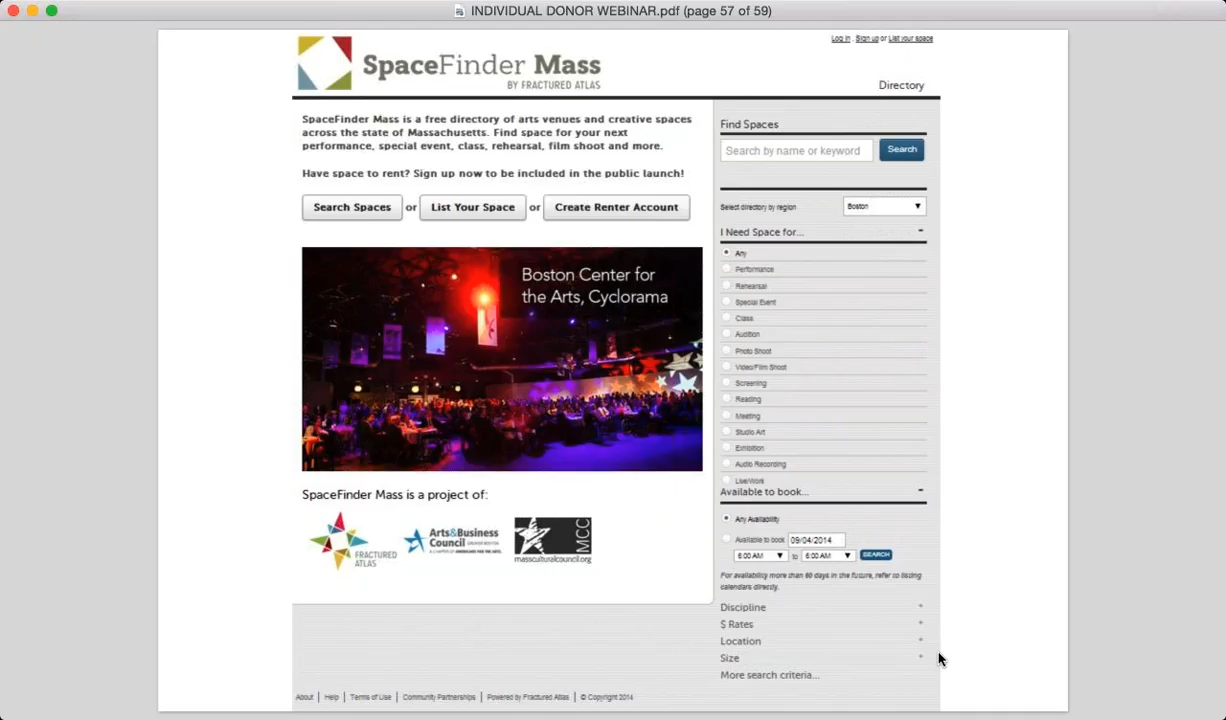 INDIVIDUAL DONOR WEBINAR.pdf (page 57 of 59)
Log in . Sign up or List your space
SpaceFinder Mass
BY FRACTURED ATLAS
Directory
SpaceFinder Mass is a free directory of arts venues and creative spaces
across the state of Massachusetts. Find space for your next
performance, special event, class, rehearsal, film shoot and more.
Have space to rent? Sign up now to be included in the public launch!
Search Spaces or List Your Space or Create Renter Account
Boston Center for
the Arts, Cyclorama
SpaceFinder Mass is a project of:
FRACTURED
ATLAS
Arts&Business
Council GREATER BOSTON
A CHAPTER OF AMERICANS FOR THE ARTS
MCC
massculturalcouncil.org
Find Spaces
Search by name or keyword Search
Select directory by region Boston
I Need Space for... -
Any
Performance
Rehearsal
Special Event
Class
Audition
Photo Shoot
Video/Film Shoot
Screening
Reading
Meeting
Studio Art
Exhibition
Audio Recording
Live/Work
Available to book... -
Any Availability
Available to book 09/04/2014
6:00 AM to 6:00 AM SEARCH
For availability more than 60 days in the future, refer to listing
calendars directly.
Discipline +
$ Rates +
Location +
Size +
More search criteria...
About | Help | Terms of Use | Community Partnerships | Powered by Fractured Atlas | © Copyright 2014